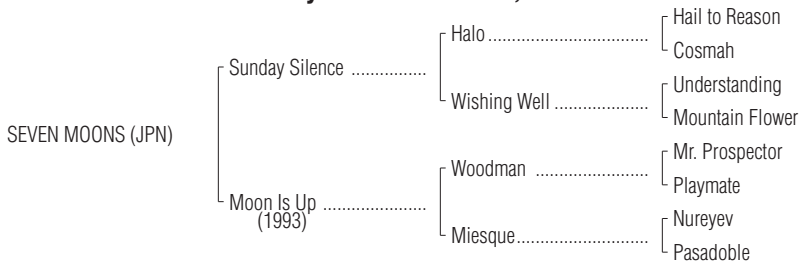 Hail to Reason
Halo ........................................
Cosmah
Sunday Silence ................
Understanding
Wishing Well .......................
Mountain Flower
SEVEN MOONS (JPN)
Mr. Prospector
Woodman ............................
Playmate
Moon Is Up ......................
(1993)
Nureyev
Miesque.................................
Pasadoble